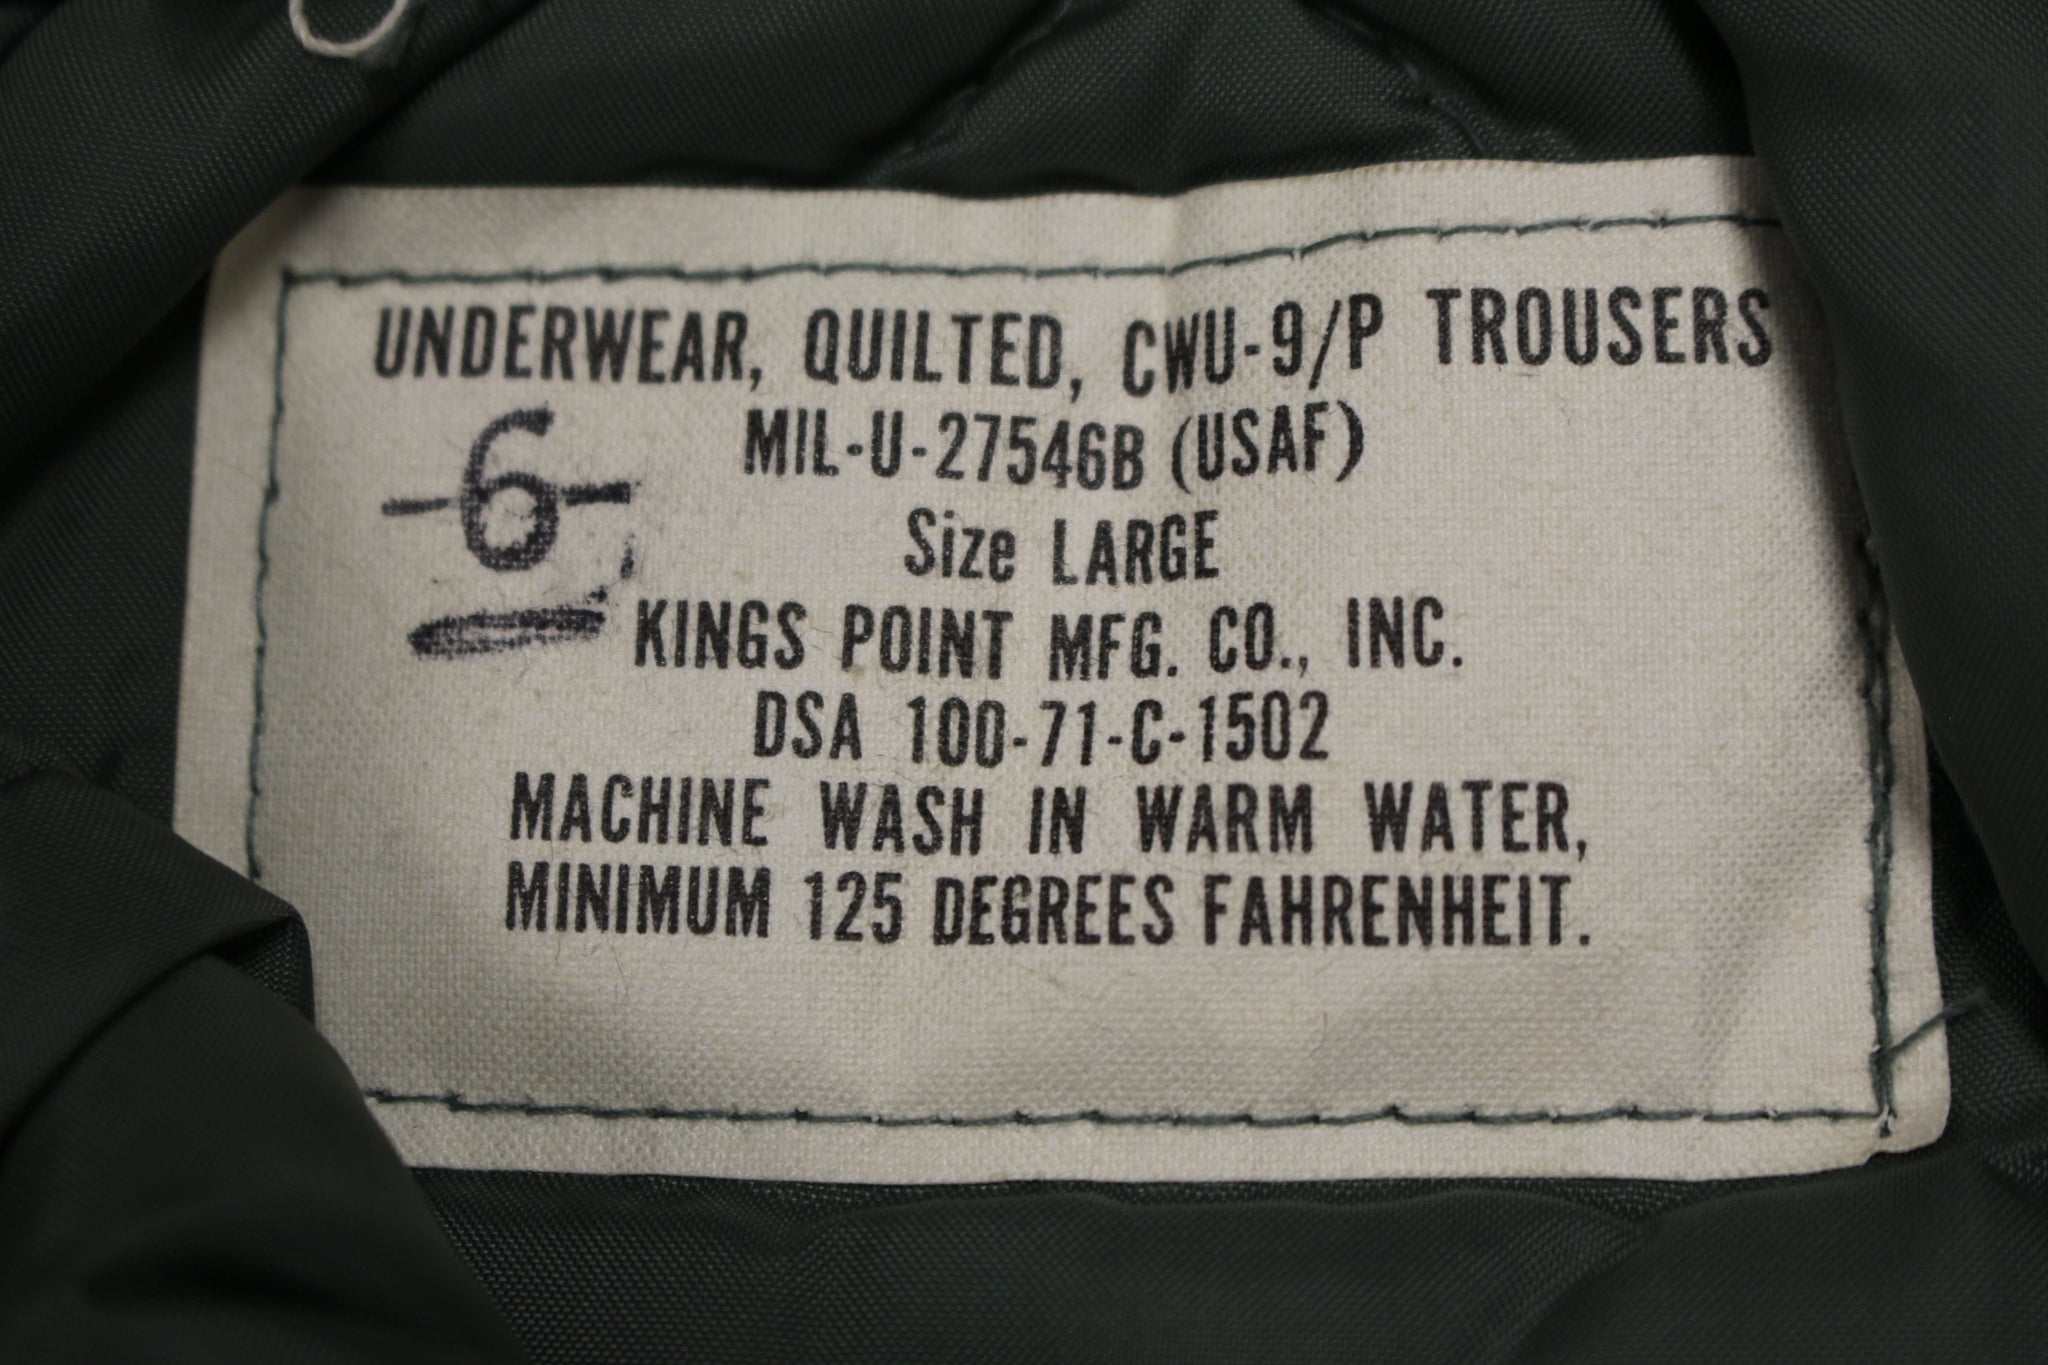 UNDERWEAR, QUILTED, CWU-9/P TROUSERS
MIL-U-27546B (USAF)
6
Size LARGE
KINGS POINT MFG. CO., INC.
DSA 100-71-C-1502
MACHINE WASH IN WARM WATER,
MINIMUM 125 DEGREES FAHRENHEIT.